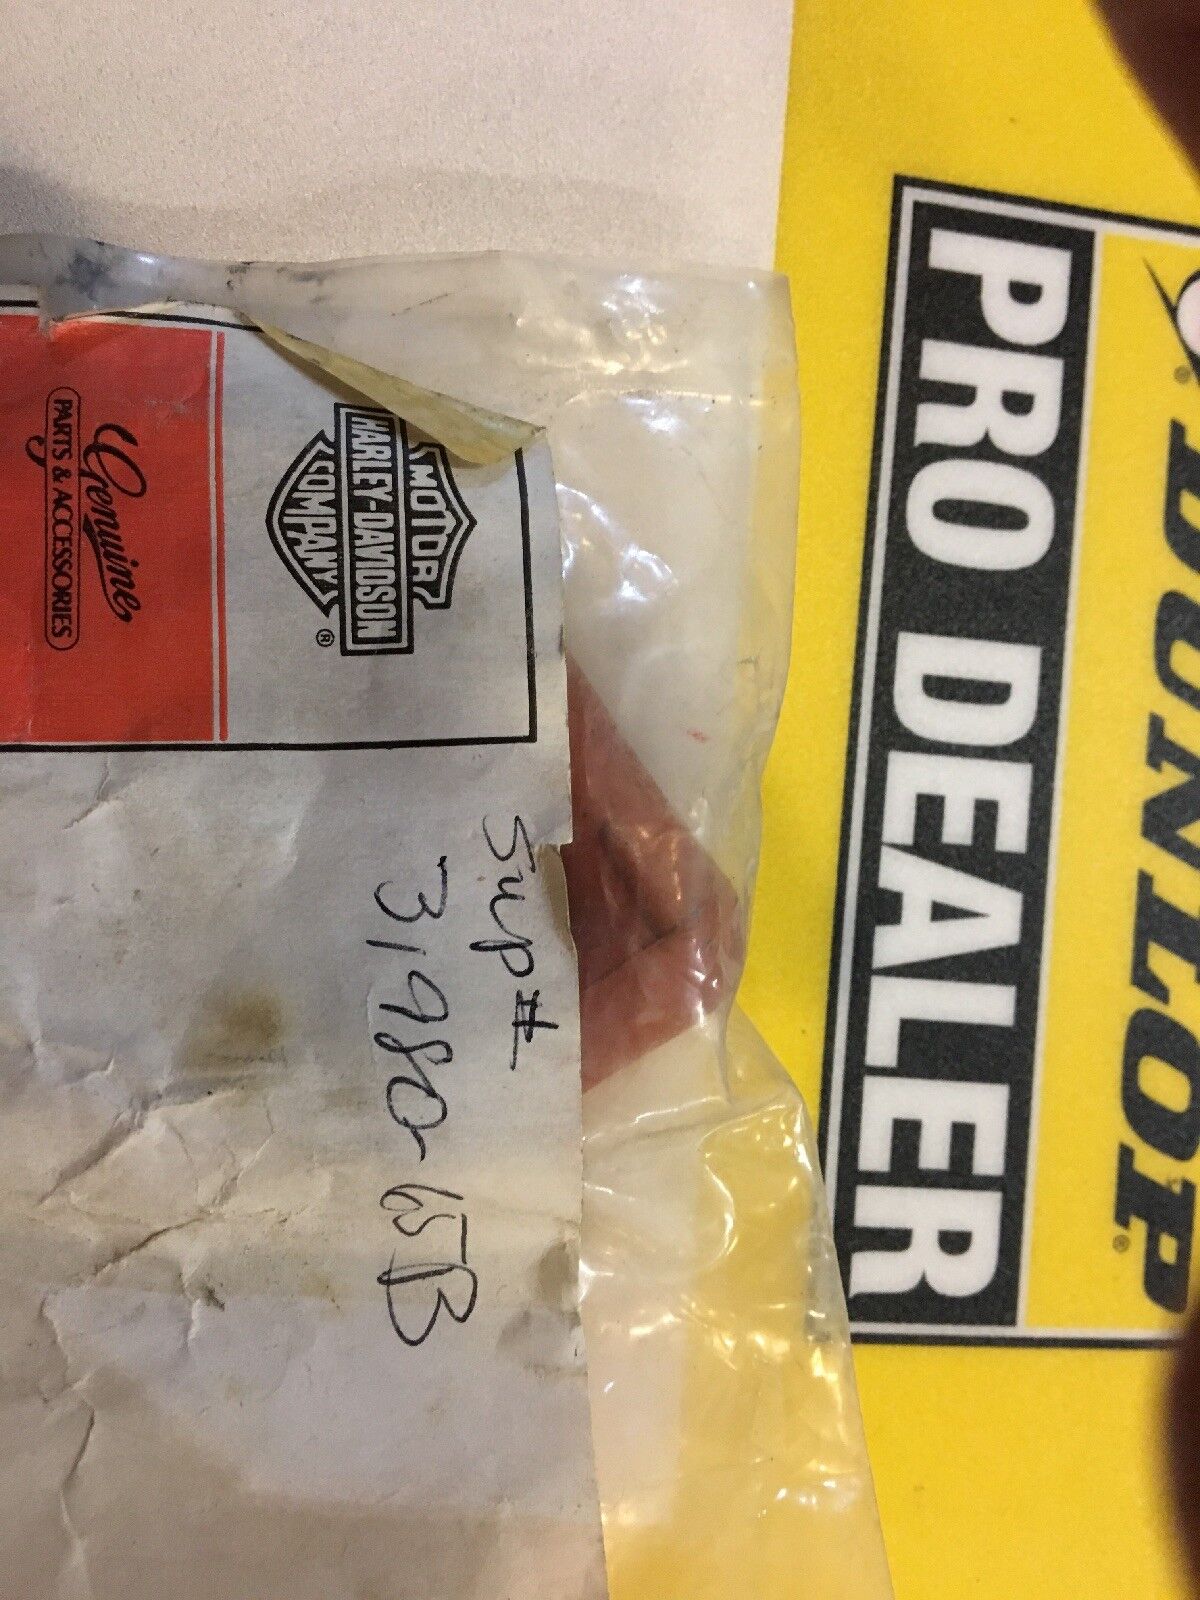 MOTOR
HARLEY-DAVIDSON
COMPANY
®
Genuine
PARTS & ACCESSORIES
Sup#
31980-65B
DUNLOP
®
PRO DEALER